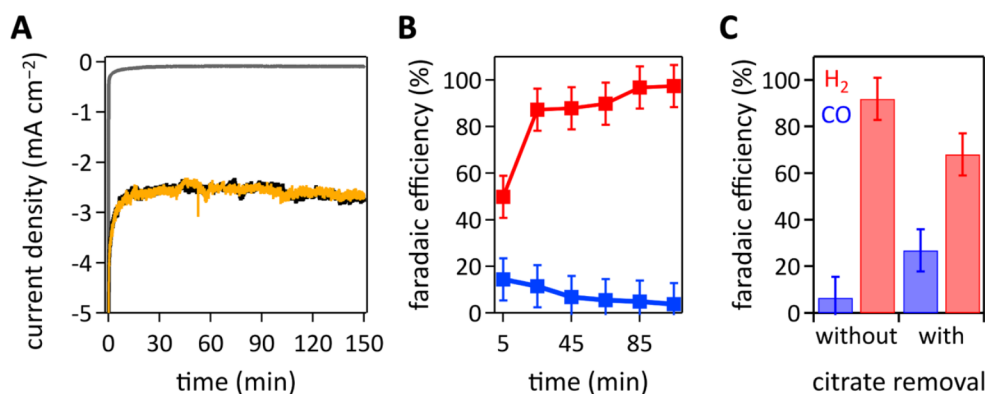 A
current density (mA cm⁻²)
0
-1
-2
-3
-4
-5
0 30 60 90 120 150
time (min)
B
faradaic efficiency (%)
100
80
60
40
20
0
5 45 85
time (min)
C
faradaic efficiency (%)
100
80
60
40
20
0
H₂
CO
without with
citrate removal